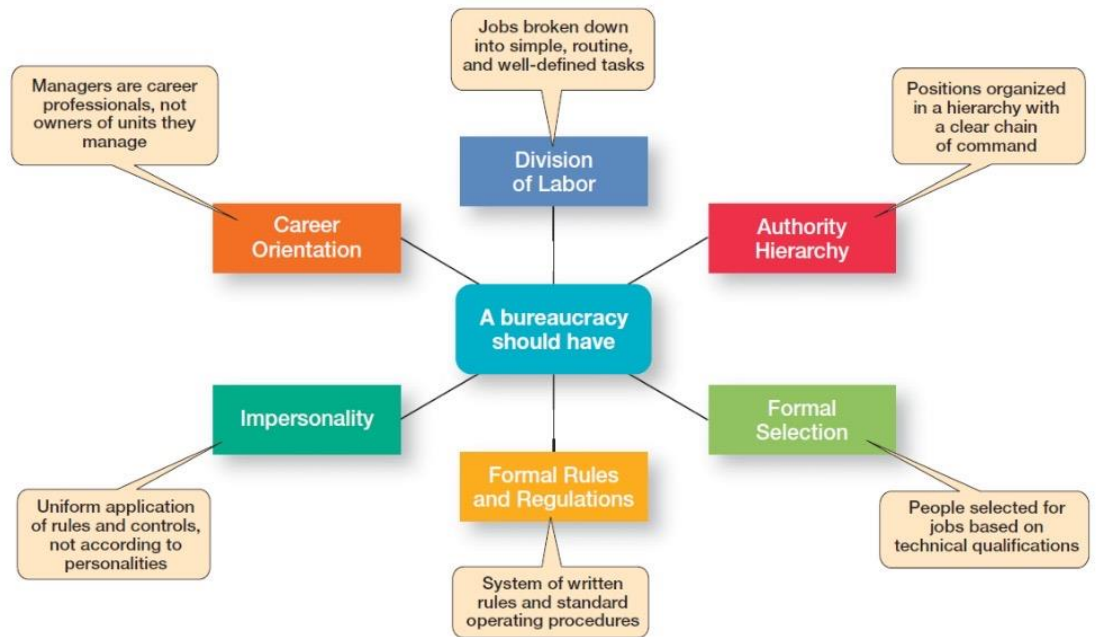 Jobs broken down
into simple, routine,
and well-defined tasks
Managers are career
professionals, not
owners of units they
manage
Positions organized
in a hierarchy with
a clear chain
of command
Division
of Labor
Career
Orientation
Authority
Hierarchy
A bureaucracy
should have
Impersonality
Formal
Selection
Formal Rules
and Regulations
Uniform application
of rules and controls,
not according to
personalities
People selected for
jobs based on
technical qualifications
System of written
rules and standard
operating procedures